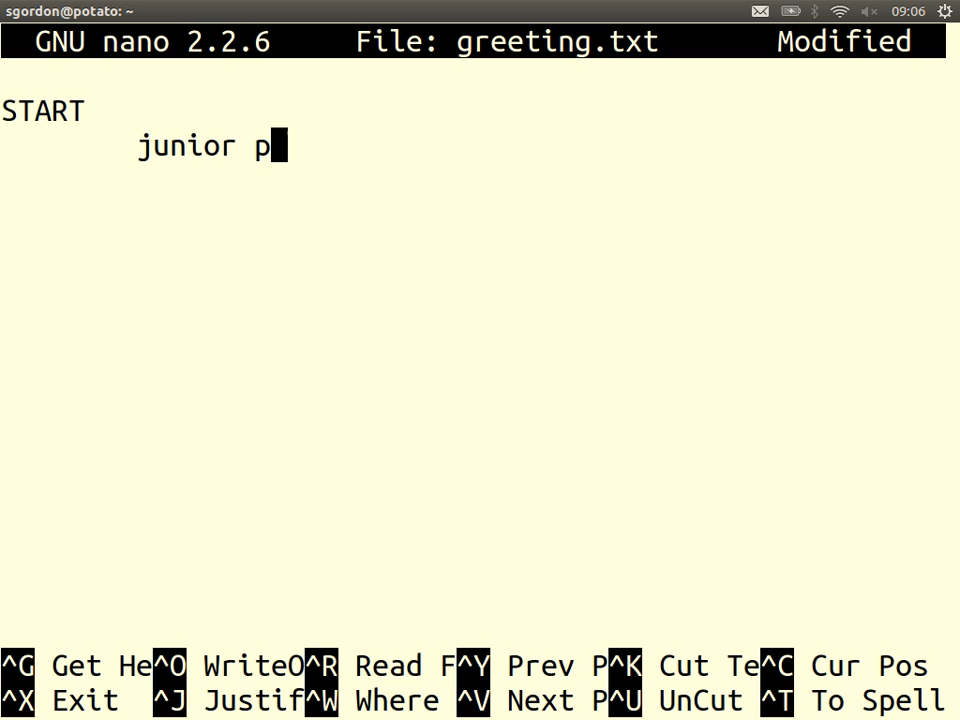 sgordon@potato: ~ 09:06
GNU nano 2.2.6 File: greeting.txt Modified
START
junior p
^G Get He^O WriteO^R Read F^Y Prev P^K Cut Te^C Cur Pos
^X Exit ^J Justif^W Where ^V Next P^U UnCut ^T To Spell